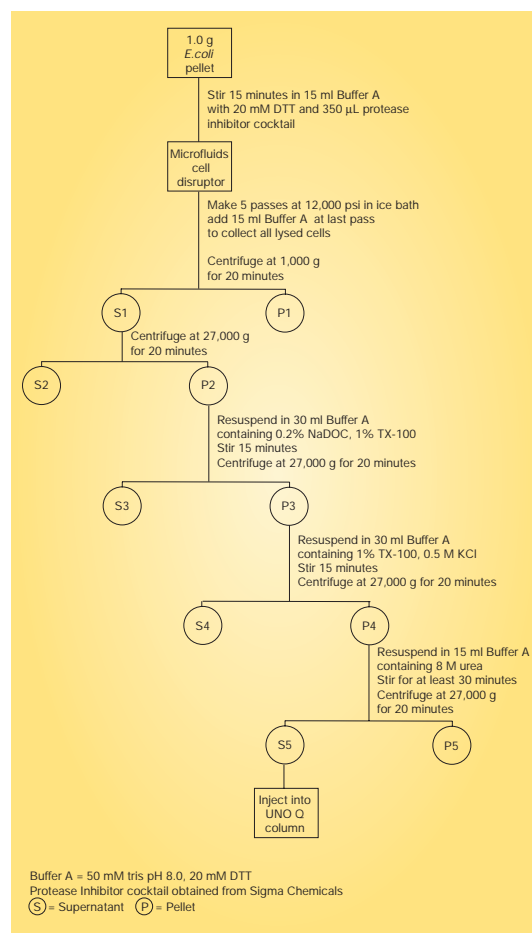 1.0 g
E.coli
pellet
Stir 15 minutes in 15 ml Buffer A
with 20 mM DTT and 350 µL protease
inhibitor cocktail
Microfluids
cell
disruptor
Make 5 passes at 12,000 psi in ice bath
add 15 ml Buffer A at last pass
to collect all lysed cells
Centrifuge at 1,000 g
for 20 minutes
S1
P1
Centrifuge at 27,000 g
for 20 minutes
S2
P2
Resuspend in 30 ml Buffer A
containing 0.2% NaDOC, 1% TX-100
Stir 15 minutes
Centrifuge at 27,000 g for 20 minutes
S3
P3
Resuspend in 30 ml Buffer A
containing 1% TX-100, 0.5 M KCl
Stir 15 minutes
Centrifuge at 27,000 g for 20 minutes
S4
P4
Resuspend in 15 ml Buffer A
containing 8 M urea
Stir for at least 30 minutes
Centrifuge at 27,000 g
for 20 minutes
S5
P5
Inject into
UNO Q
column
Buffer A = 50 mM tris pH 8.0, 20 mM DTT
Protease Inhibitor cocktail obtained from Sigma Chemicals
S = Supernatant P = Pellet